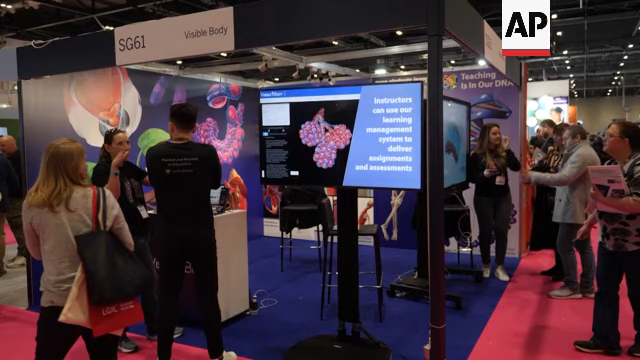 AP
SG61
Visible Body
Teaching
Is In Our DNA
Instructors
can use our
learning
management
system to
deliver
assignments
and assessments
LGIL